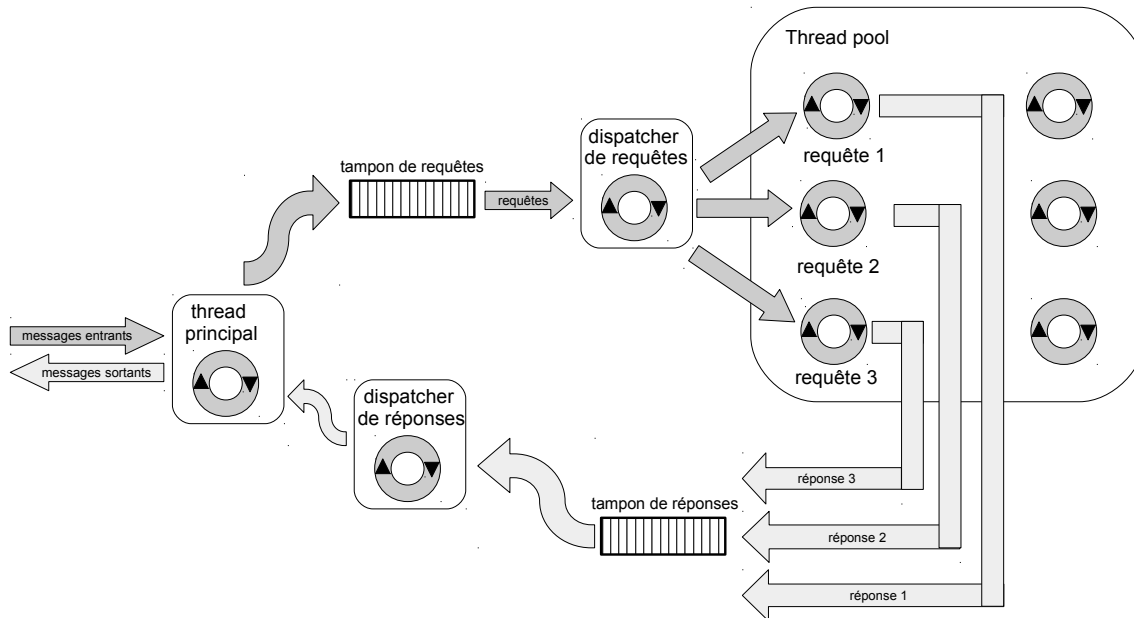 Thread pool
dispatcher
de requêtes
tampon de requêtes
requête 1
requêtes
requête 2
thread
principal
messages entrants
messages sortants
requête 3
dispatcher
de réponses
réponse 3
tampon de réponses
réponse 2
réponse 1